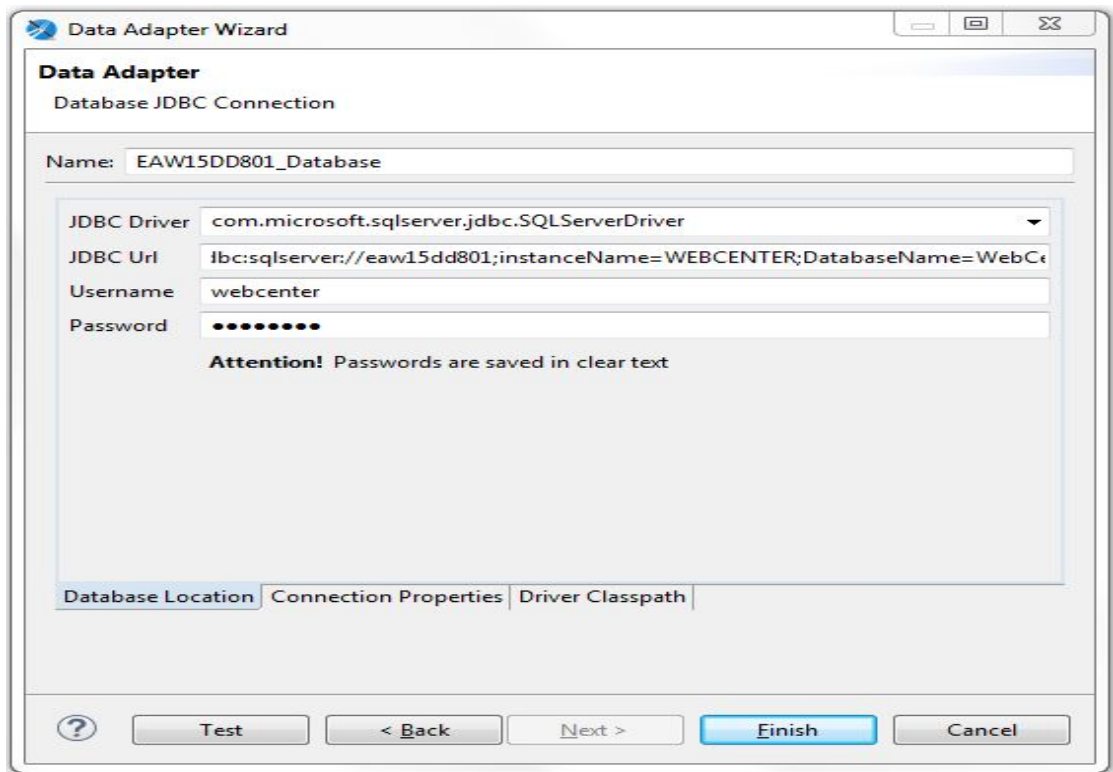 Data Adapter Wizard
Data Adapter
Database JDBC Connection
Name: EAW15DD801_Database
JDBC Driver com.microsoft.sqlserver.jdbc.SQLServerDriver
JDBC Url dbc:sqlserver://eaw15dd801;instanceName=WEBCENTER;DatabaseName=WebCe
Username webcenter
Password ●●●●●●●●
Attention! Passwords are saved in clear text
Database Location Connection Properties Driver Classpath
? Test < Back Next > Finish Cancel